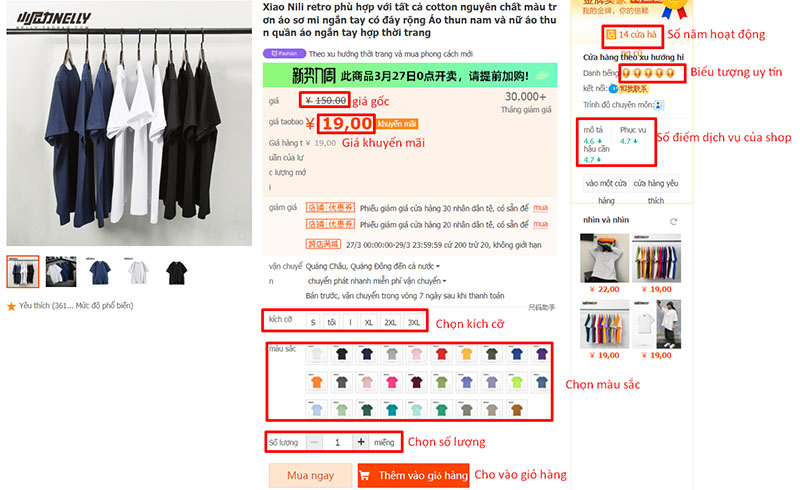 小尼力NELLY
Xiao Nili retro phù hợp với tất cả cotton nguyên chất màu tr
ơn áo sơ mi ngắn tay có đáy rộng Áo thun nam và nữ áo thu
n quần áo ngắn tay hợp thời trang
Fashion Theo xu hướng thời trang và mua phong cách mới
新势力周 此商品3月27日0点开卖，请提前加购!
giá ¥ 150.00 giá gốc
30.000+
Tháng giảm giá
giá taobao ¥ 19,00 khuyến mãi
Giá khuyến mãi
Giá hàng t ¥ 19,00
uần của lự
c lượng mớ
i
giảm giá 店铺优惠券 Phiếu giảm giá cửa hàng 30 nhân dân tệ, có sẵn để mua
店铺优惠券 Phiếu giảm giá cửa hàng 20 nhân dân tệ, có sẵn để mua
跨店满减 27/3 00:00:00-29/3 23:59:59 cứ 200 trừ 20, không giới hạn
vận chuyể
n
Quảng Châu, Quảng Đông đến cả nước
chuyển phát nhanh miễn phí vận chuyển
Bán trước, vận chuyển trong vòng 7 ngày sau khi thanh toán
Yêu thích (361... Mức độ phổ biến)
尺码助手
kích cỡ S tôi l XL 2XL 3XL Chọn kích cỡ
màu sắc
Chọn màu sắc
Số lượng — 1 + miếng Chọn số lượng
Mua ngay Thêm vào giỏ hàng Cho vào giỏ hàng
金牌卖家
我的金牌，你的信赖
14 cửa hà Số năm hoạt động
Cửa hàng theo xu hướng hi
Danh tiếng Biểu tượng uy tín
kết nối: 和我联系
Trình độ chuyên môn:
mô tả Phục vụ
4.6 4.7
hậu cần
4.7
Số điểm dịch vụ của shop
vào một cửa
hàng
cửa hàng yêu
thích
nhìn và nhìn
¥ 22,00 ¥ 19,00
¥ 19,00 ¥ 19,00